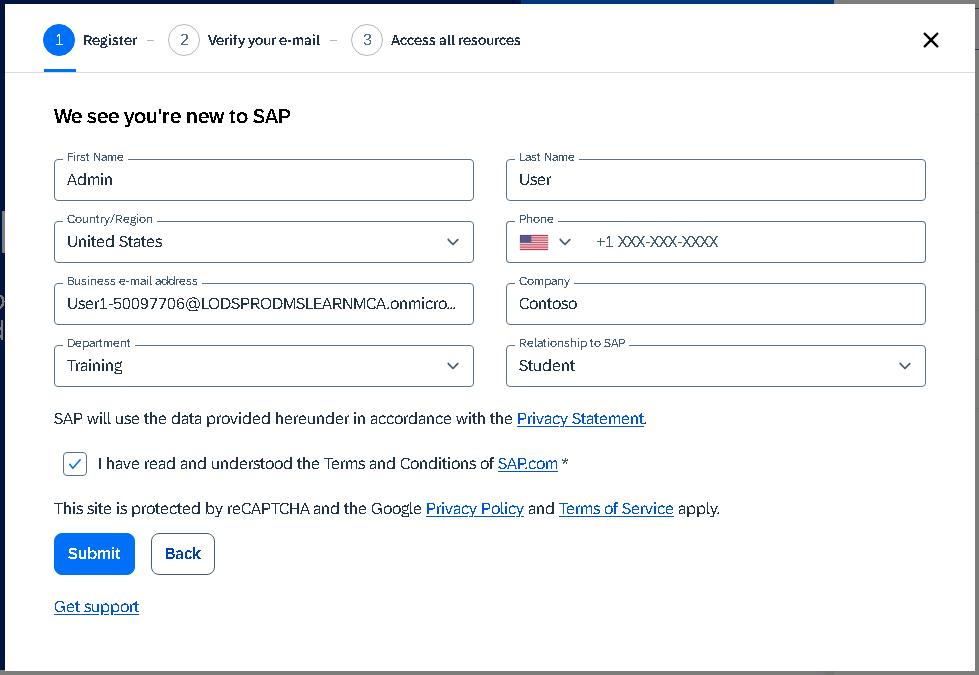 1 Register – 2 Verify your e-mail – 3 Access all resources
We see you're new to SAP
First Name
Admin
Last Name
User
Country/Region
United States
Phone
+1 XXX-XXX-XXXX
Business e-mail address
User1-50097706@LODSPRODMSLEARNMCA.onmicro...
Company
Contoso
Department
Training
Relationship to SAP
Student
SAP will use the data provided hereunder in accordance with the Privacy Statement.
I have read and understood the Terms and Conditions of SAP.com *
This site is protected by reCAPTCHA and the Google Privacy Policy and Terms of Service apply.
Submit
Back
Get support